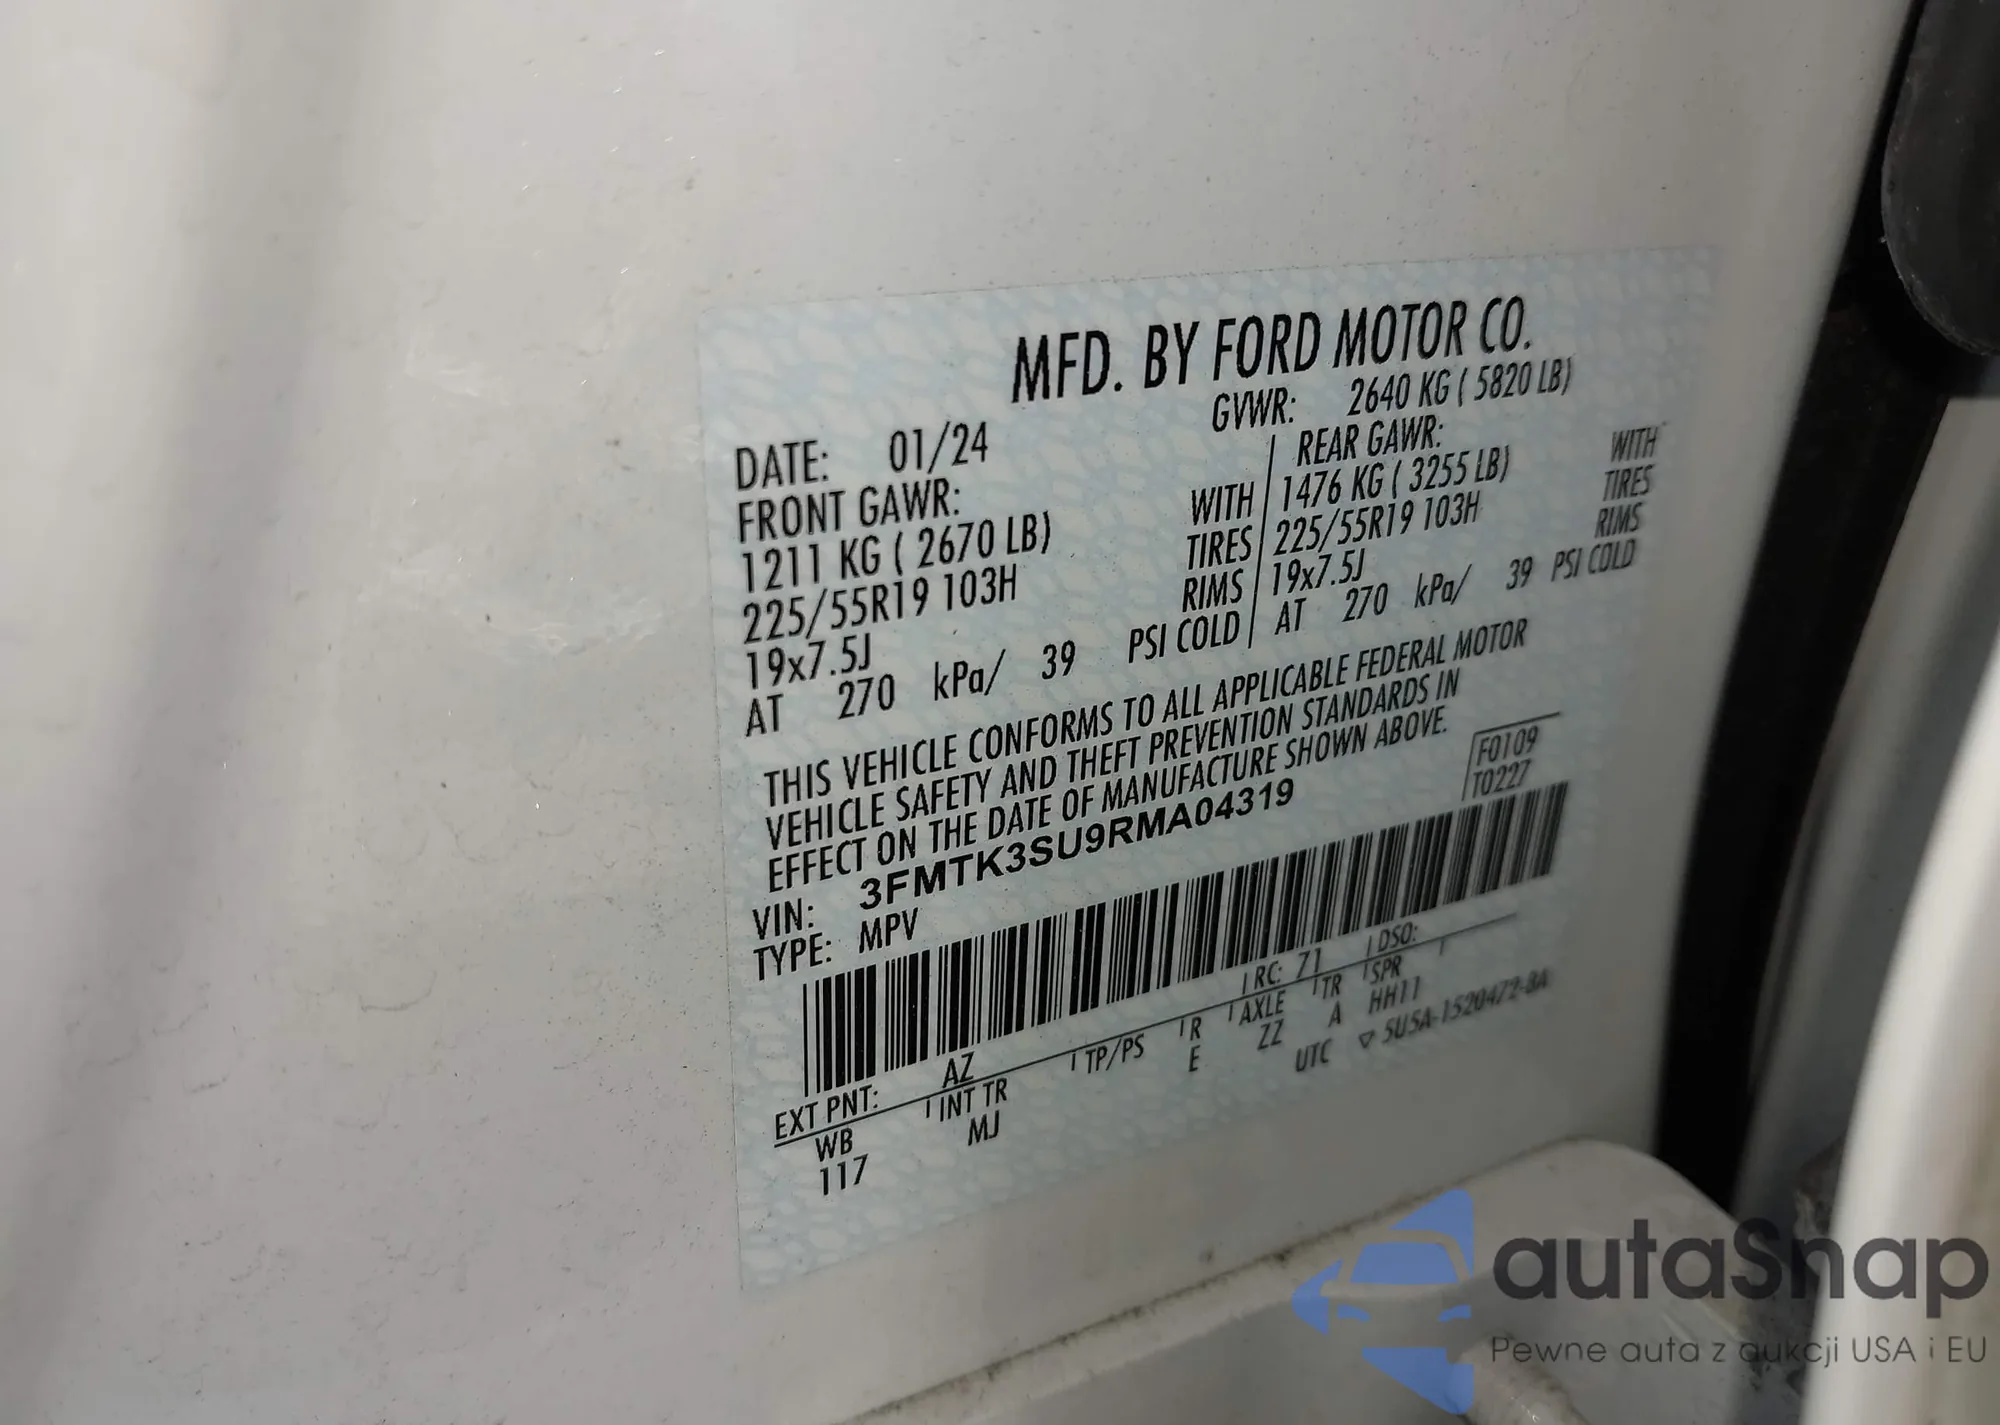 MFD. BY FORD MOTOR CO.
DATE: 01/24
GVWR: 2640 KG ( 5820 LB)
FRONT GAWR:
1211 KG ( 2670 LB) WITH
225/55R19 103H TIRES
19x7.5J RIMS
AT 270 kPa/ 39 PSI COLD
REAR GAWR:
1476 KG ( 3255 LB) WITH
225/55R19 103H TIRES
19x7.5J RIMS
AT 270 kPa/ 39 PSI COLD
THIS VEHICLE CONFORMS TO ALL APPLICABLE FEDERAL MOTOR
VEHICLE SAFETY AND THEFT PREVENTION STANDARDS IN
EFFECT ON THE DATE OF MANUFACTURE SHOWN ABOVE.
F0109
T0227
VIN: 3FMTK3SU9RMA04319
TYPE: MPV
EXT PNT: AZ RC: 71 DSO:
WB INT TR TP/PS R AXLE TR SPR
117 MJ E ZZ A HH11
UTC ▽ 5U5A-1520472-BA
autaSnap
Pewne auta z aukcji USA i EU